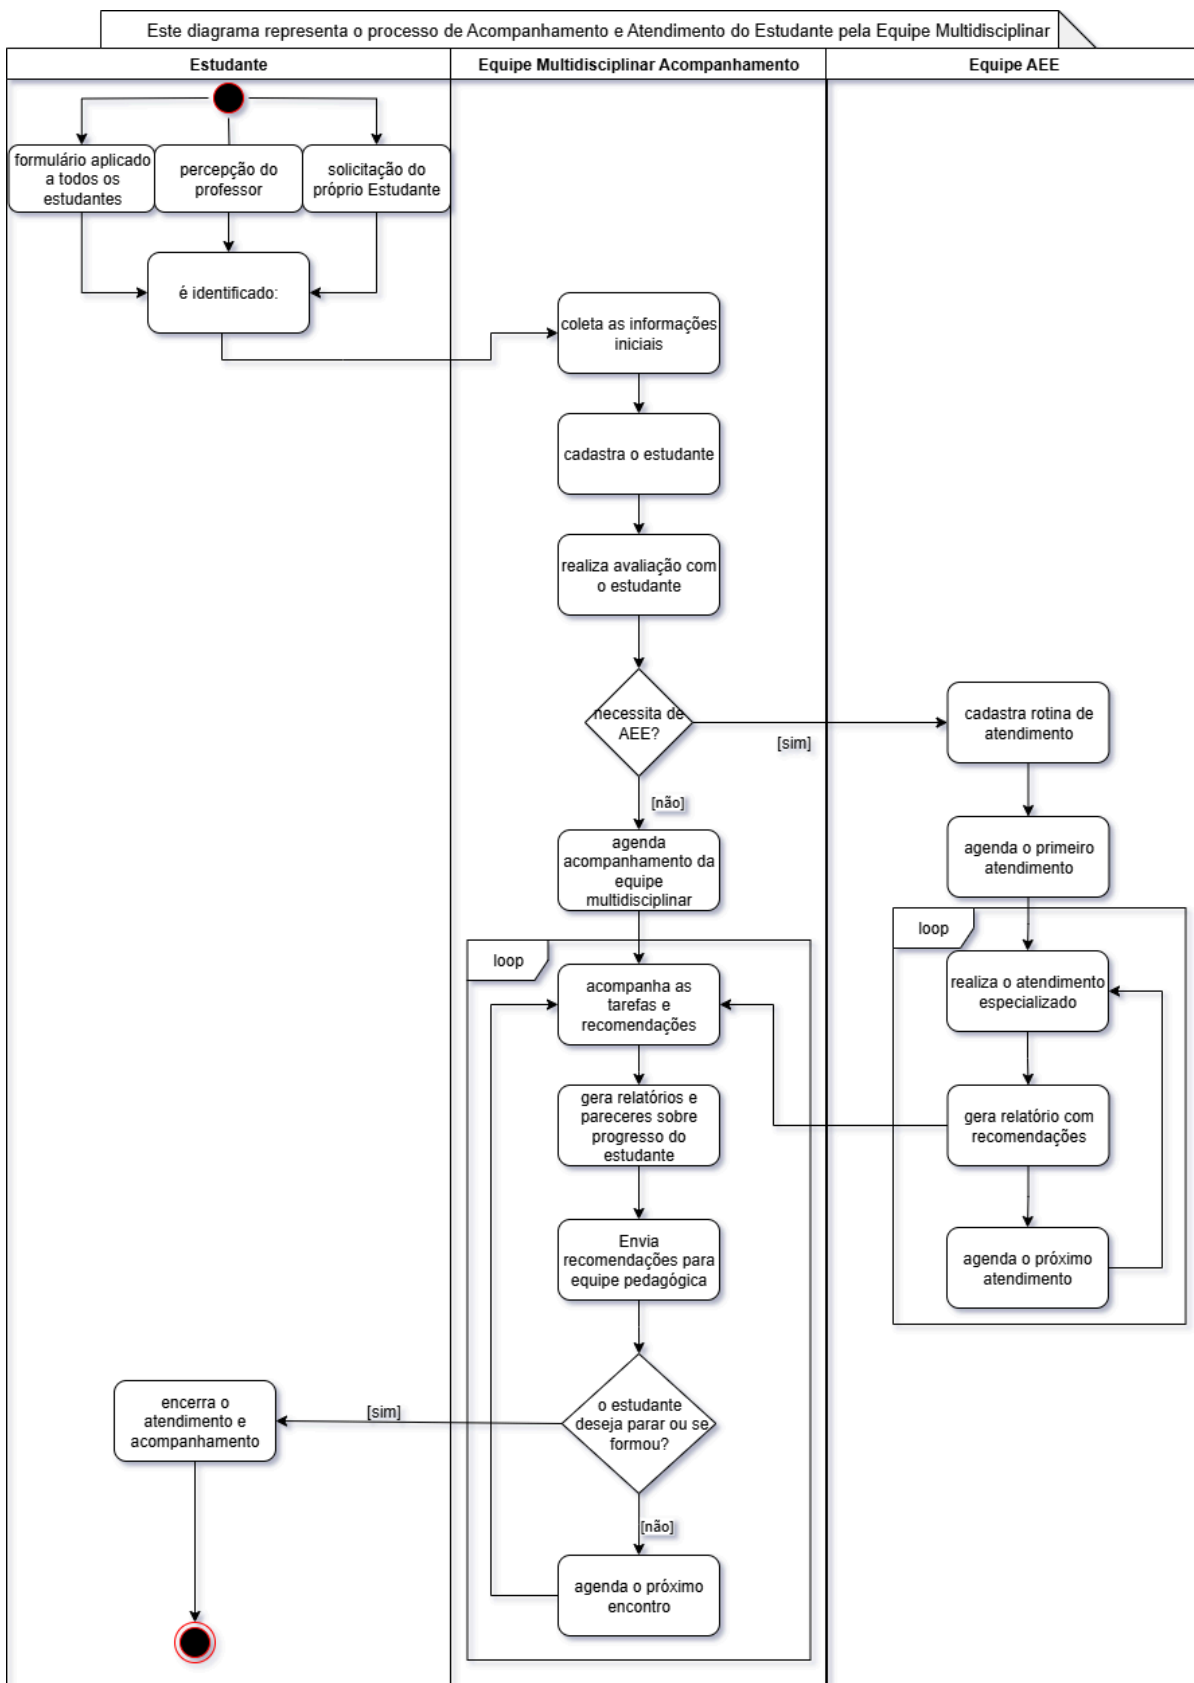 Este diagrama representa o processo de Acompanhamento e Atendimento do Estudante pela Equipe Multidisciplinar
Estudante
Equipe Multidisciplinar Acompanhamento
Equipe AEE
formulário aplicado
a todos os
estudantes
percepção do
professor
solicitação do
próprio Estudante
é identificado:
coleta as informações
iniciais
cadastra o estudante
realiza avaliação com
o estudante
necessita de
AEE?
[sim]
[não]
cadastra rotina de
atendimento
agenda o primeiro
atendimento
agenda
acompanhamento da
equipe
multidisciplinar
loop
realiza o atendimento
especializado
gera relatório com
recomendações
agenda o próximo
atendimento
loop
acompanha as
tarefas e
recomendações
gera relatórios e
pareceres sobre
progresso do
estudante
Envia
recomendações para
equipe pedagógica
o estudante
deseja parar ou se
formou?
[sim]
[não]
encerra o
atendimento e
acompanhamento
agenda o próximo
encontro